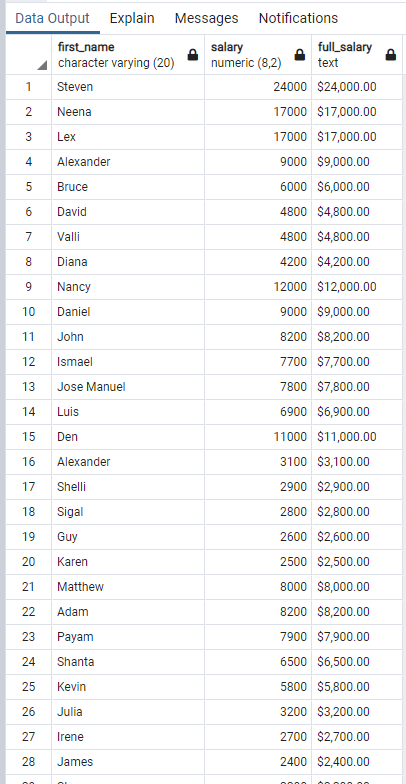 Data Output Explain Messages Notifications
first_name salary full_salary
character varying (20) numeric (8,2) text
1 Steven 24000 $24,000.00
2 Neena 17000 $17,000.00
3 Lex 17000 $17,000.00
4 Alexander 9000 $9,000.00
5 Bruce 6000 $6,000.00
6 David 4800 $4,800.00
7 Valli 4800 $4,800.00
8 Diana 4200 $4,200.00
9 Nancy 12000 $12,000.00
10 Daniel 9000 $9,000.00
11 John 8200 $8,200.00
12 Ismael 7700 $7,700.00
13 Jose Manuel 7800 $7,800.00
14 Luis 6900 $6,900.00
15 Den 11000 $11,000.00
16 Alexander 3100 $3,100.00
17 Shelli 2900 $2,900.00
18 Sigal 2800 $2,800.00
19 Guy 2600 $2,600.00
20 Karen 2500 $2,500.00
21 Matthew 8000 $8,000.00
22 Adam 8200 $8,200.00
23 Payam 7900 $7,900.00
24 Shanta 6500 $6,500.00
25 Kevin 5800 $5,800.00
26 Julia 3200 $3,200.00
27 Irene 2700 $2,700.00
28 James 2400 $2,400.00